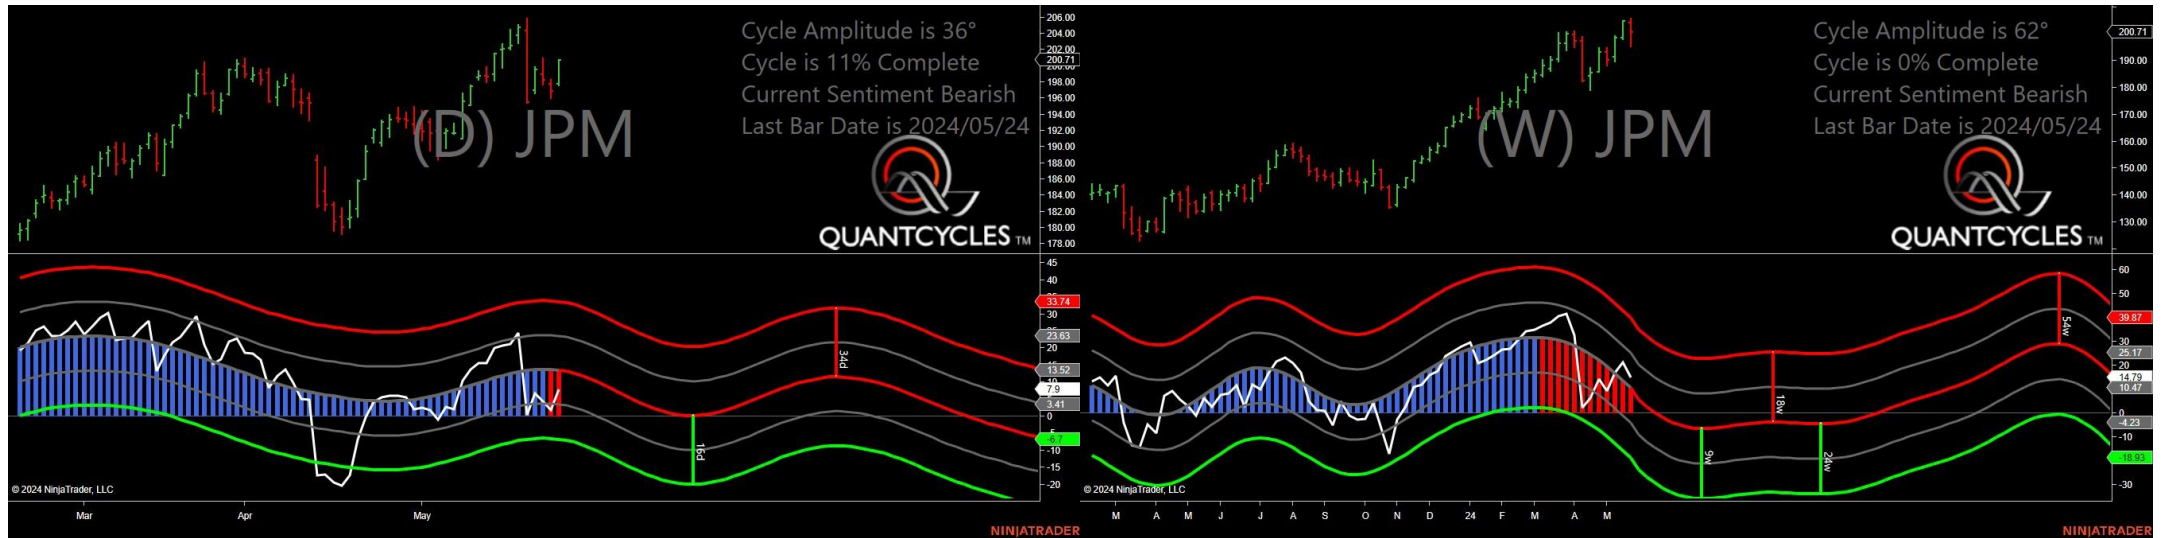 Cycle Amplitude is 36°
Cycle is 11% Complete
Current Sentiment Bearish
Last Bar Date is 2024/05/24
(D) JPM
QUANTCYCLES TM
206.00
204.00
202.00
200.71
198.00
196.00
194.00
192.00
190.00
188.00
186.00
184.00
182.00
180.00
178.00
45
40
33.74
30
23.63
20
13.52
7.9
3.41
0
-6.7
-10
-15
-20
34d
16d
© 2024 NinjaTrader, LLC
Mar
Apr
May
NINJATRADER
Cycle Amplitude is 62°
Cycle is 0% Complete
Current Sentiment Bearish
Last Bar Date is 2024/05/24
(W) JPM
QUANTCYCLES TM
200.71
190.00
180.00
170.00
160.00
150.00
140.00
130.00
60
50
39.87
30
25.17
20
14.79
10.47
0
-4.23
-10
-18.93
-30
54w
18w
9w
24w
© 2024 NinjaTrader, LLC
M A M J J A S O N D 24 F M A M
NINJATRADER